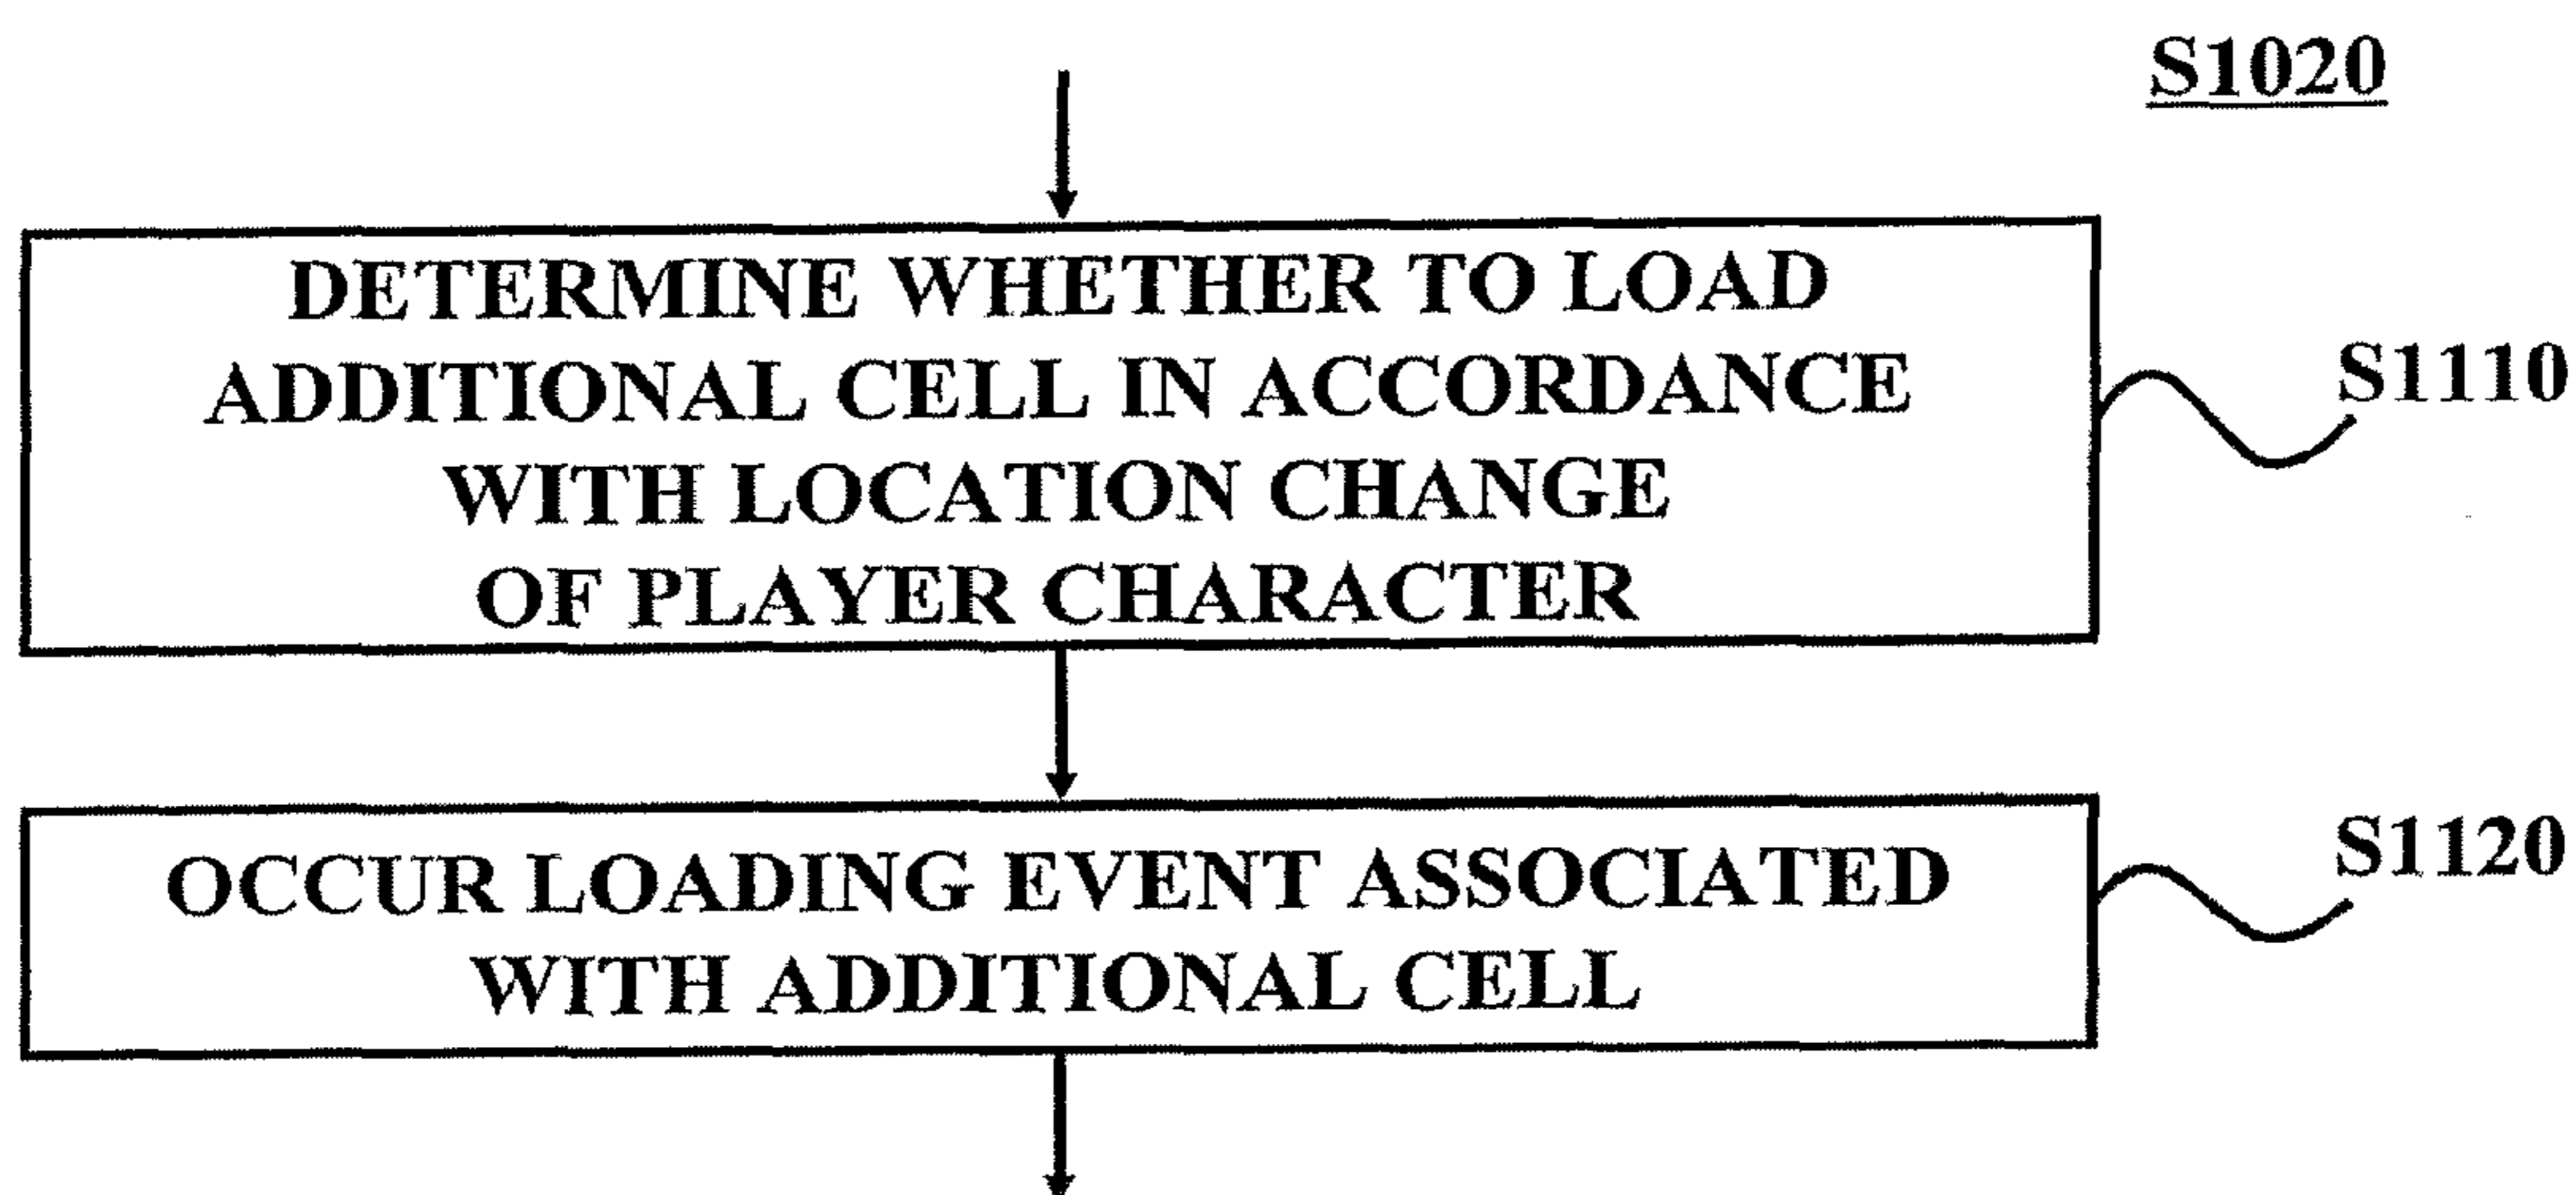 S1020
DETERMINE WHETHER TO LOAD
ADDITIONAL CELL IN ACCORDANCE
WITH LOCATION CHANGE
OF PLAYER CHARACTER
S1110
OCCUR LOADING EVENT ASSOCIATED
WITH ADDITIONAL CELL
S1120